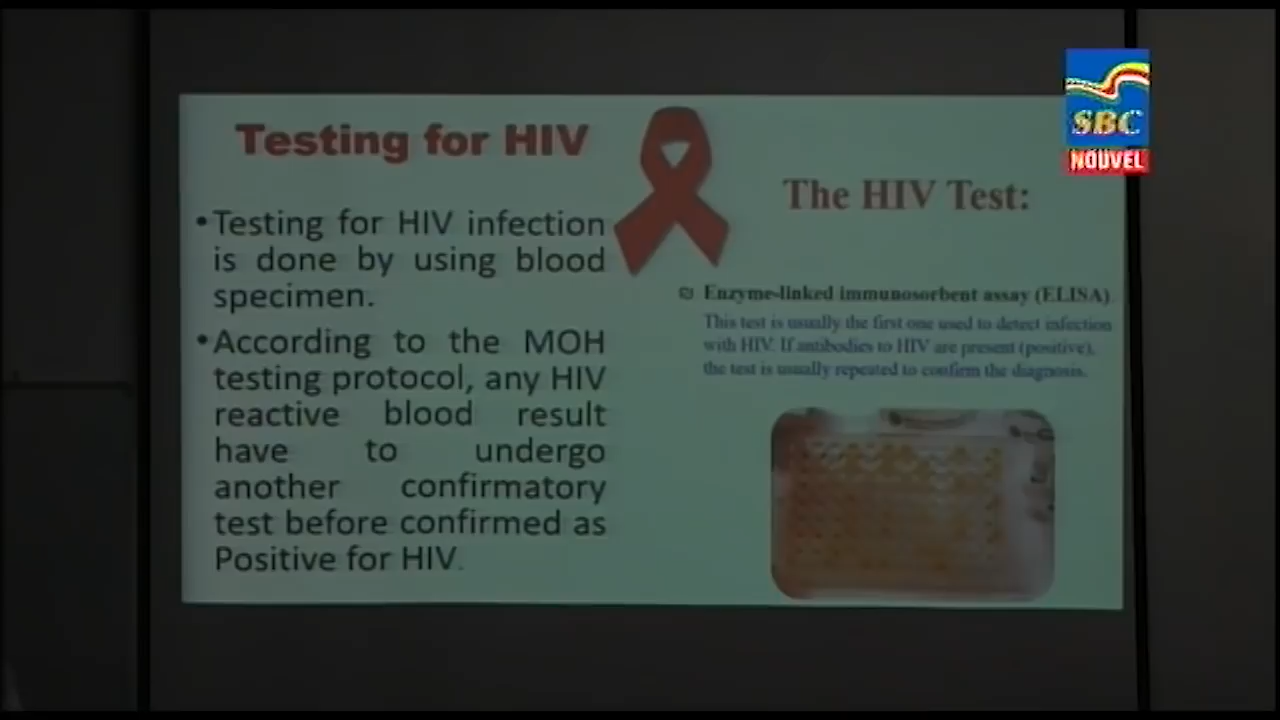 Testing for HIV
•Testing for HIV infection
is done by using blood
specimen.
•According to the MOH
testing protocol, any HIV
reactive blood result
have to undergo
another confirmatory
test before confirmed as
Positive for HIV.
The HIV Test:
Enzyme-linked immunosorbent assay (ELISA).
This test is usually the first one used to detect infection
with HIV. If antibodies to HIV are present (positive),
the test is usually repeated to confirm the diagnosis.
SBC
NOUVEL